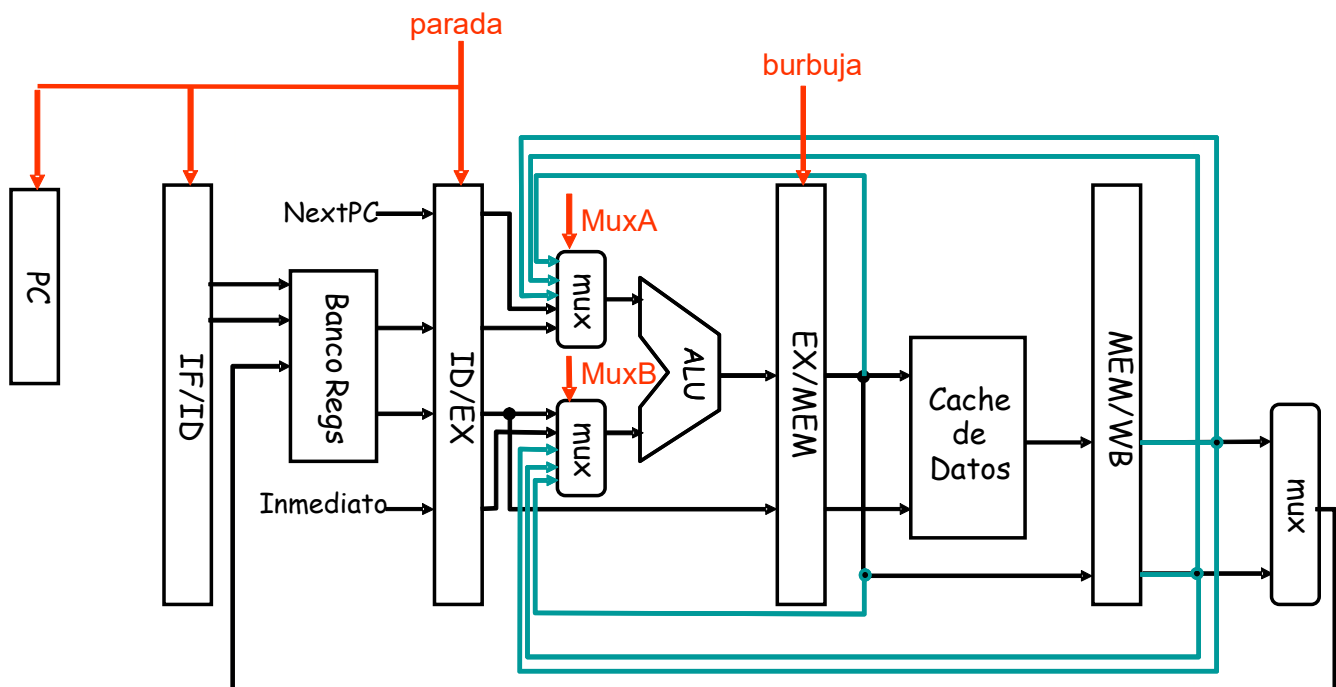 parada
burbuja
NextPC
MuxA
PC
IF/ID
Banco Regs
ID/EX
mux
ALU
EX/MEM
MEM/WB
MuxB
mux
Cache
de
Datos
Inmediato
mux